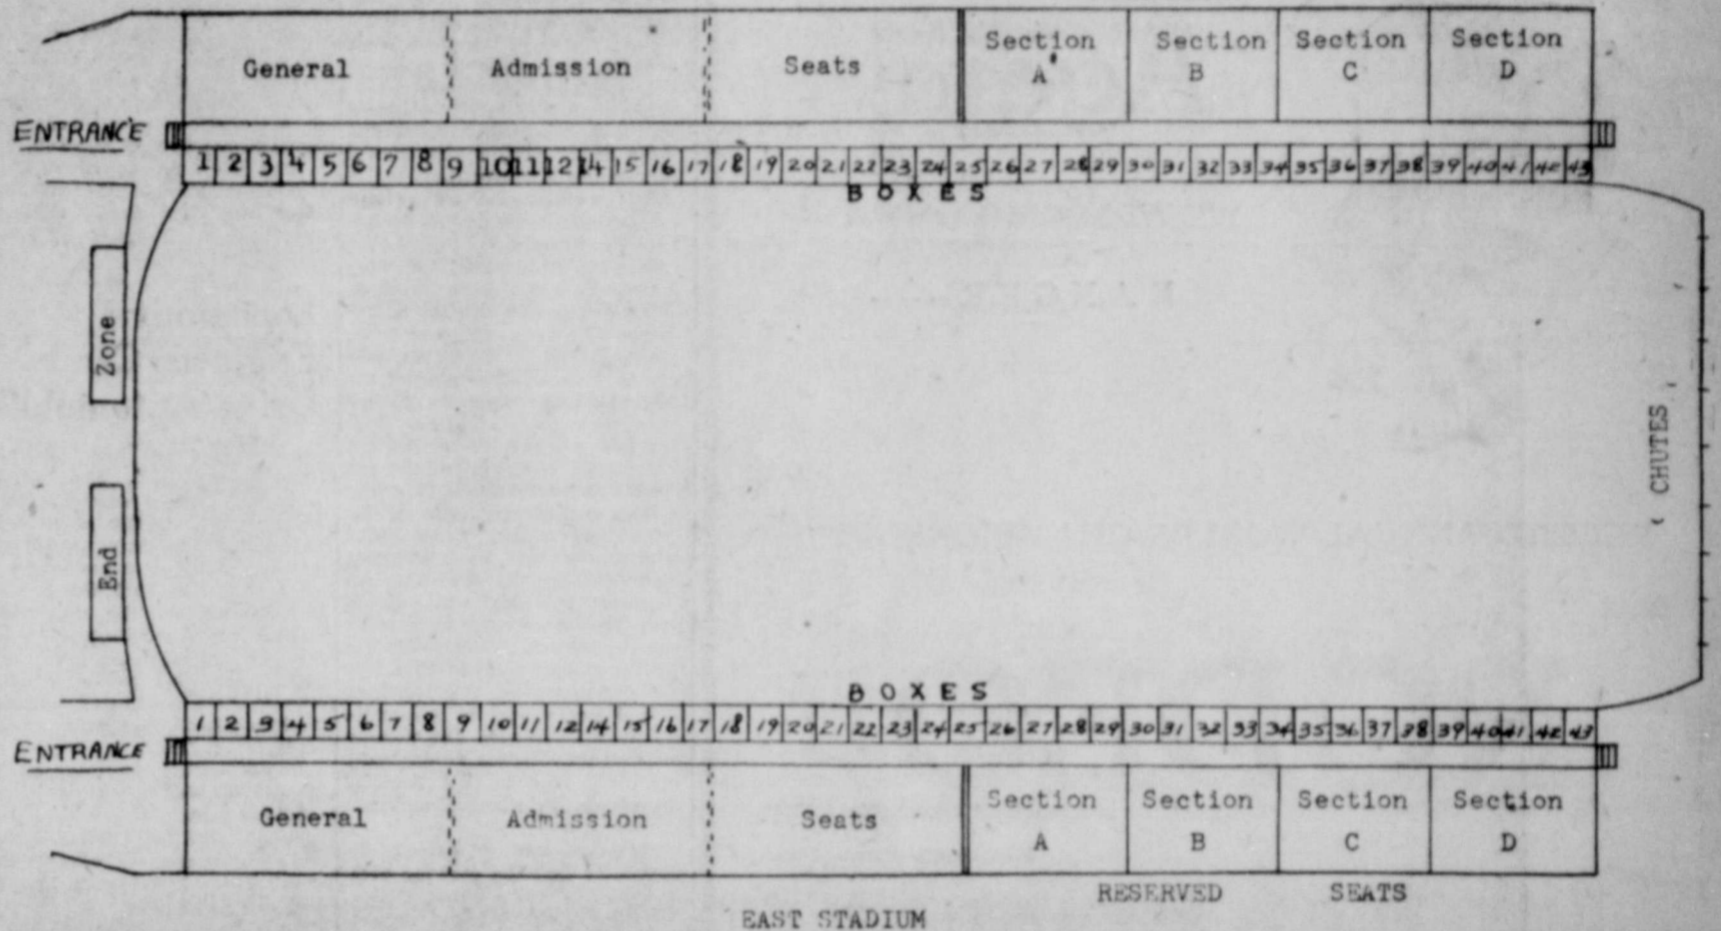 General Admission Seats Section A Section B Section C Section D
ENTRANCE
1 2 3 4 5 6 7 8 9 10 11 12 14 15 16 17 18 19 20 21 22 23 24 25 26 27 28 29 30 31 32 33 34 35 36 37 38 39 40 41 42 43
BOXES
Zone
CHUTES
End
BOXES
1 2 3 4 5 6 7 8 9 10 11 12 14 15 16 17 18 19 20 21 22 23 24 25 26 27 28 29 30 31 32 33 34 35 36 37 38 39 40 41 42 43
ENTRANCE
General Admission Seats Section A Section B Section C Section D
RESERVED SEATS
EAST STADIUM